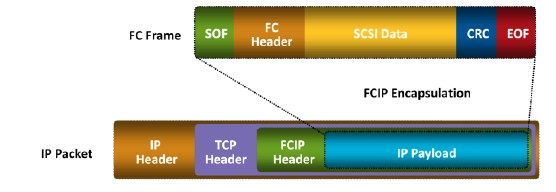 FC Frame
SOF
FC Header
SCSI Data
CRC
EOF
FCIP Encapsulation
IP Packet
IP Header
TCP Header
FCIP Header
IP Payload